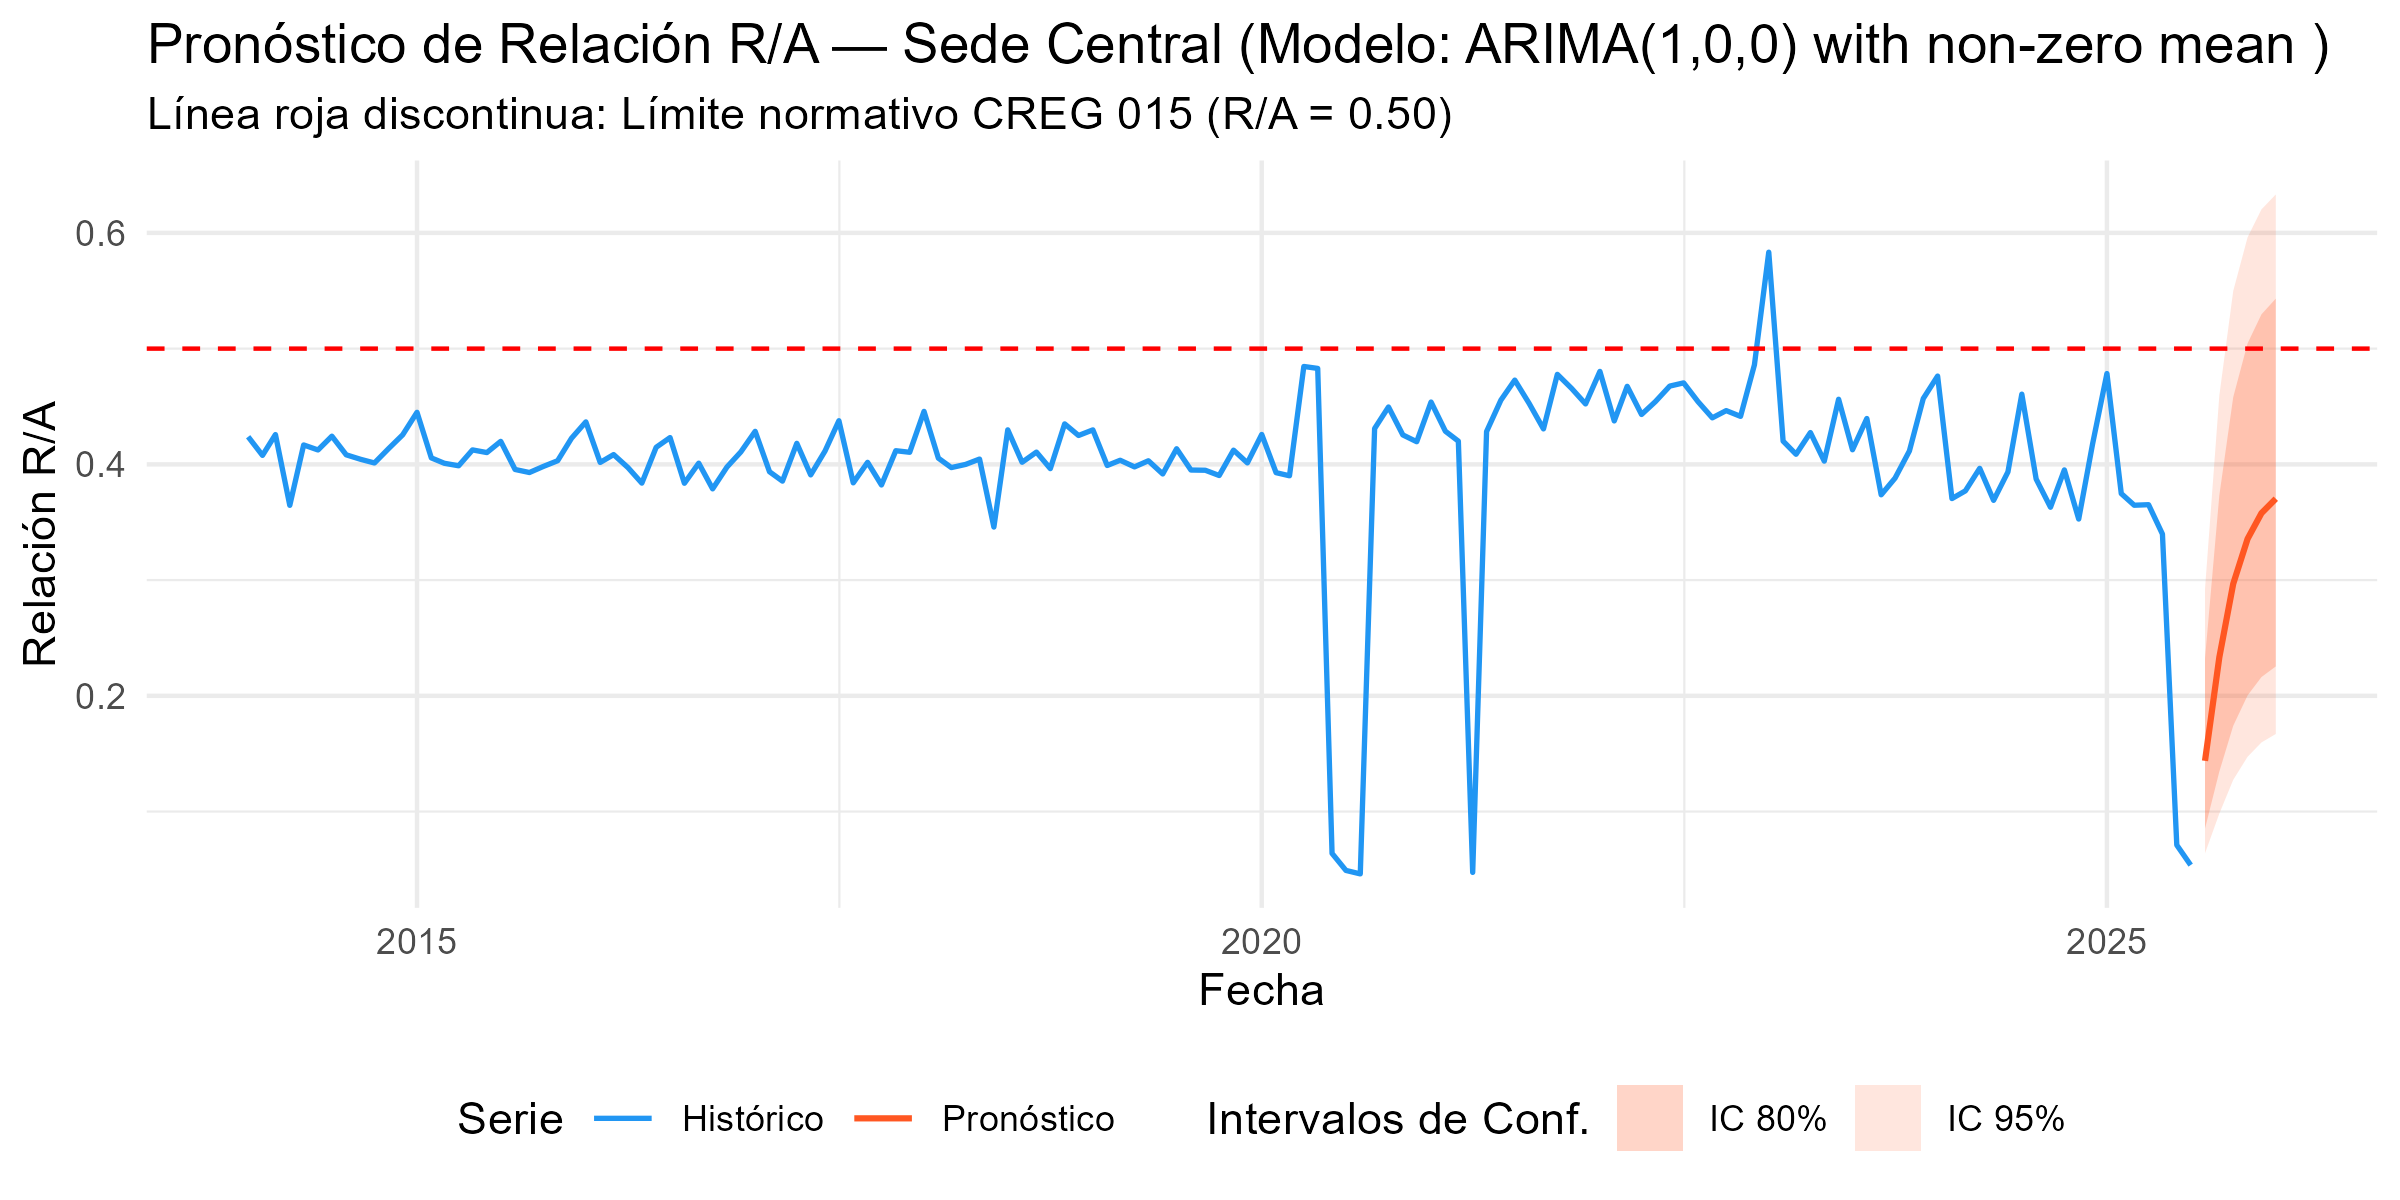 Pronóstico de Relación R/A — Sede Central (Modelo: ARIMA(1,0,0) with non-zero mean )
Línea roja discontinua: Límite normativo CREG 015 (R/A = 0.50)
Relación R/A
0.6
0.4
0.2
2015 2020 2025
Fecha
Serie Histórico Pronóstico Intervalos de Conf. IC 80% IC 95%